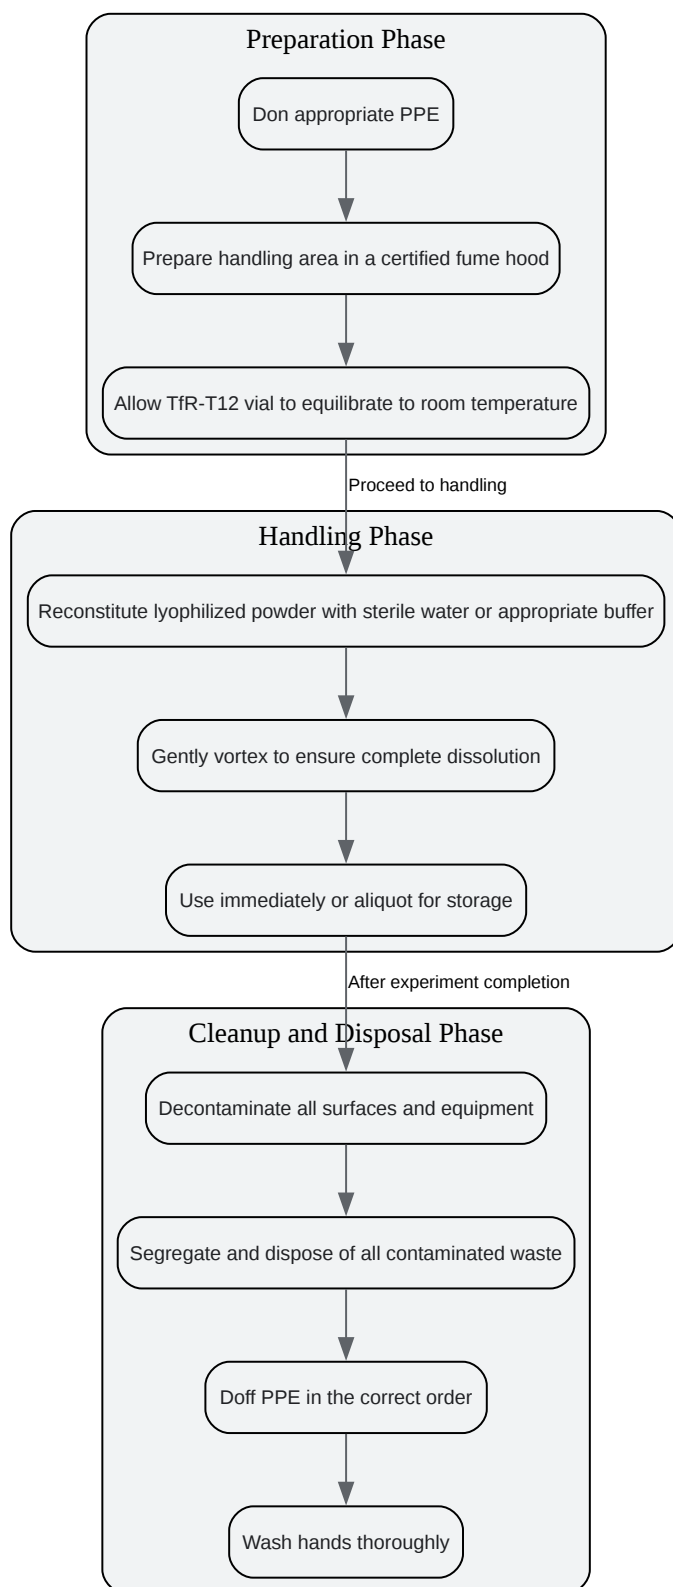 Preparation Phase
Don appropriate PPE
Prepare handling area in a certified fume hood
Allow TfR-T12 vial to equilibrate to room temperature
Proceed to handling
Handling Phase
Reconstitute lyophilized powder with sterile water or appropriate buffer
Gently vortex to ensure complete dissolution
Use immediately or aliquot for storage
After experiment completion
Cleanup and Disposal Phase
Decontaminate all surfaces and equipment
Segregate and dispose of all contaminated waste
Doff PPE in the correct order
Wash hands thoroughly